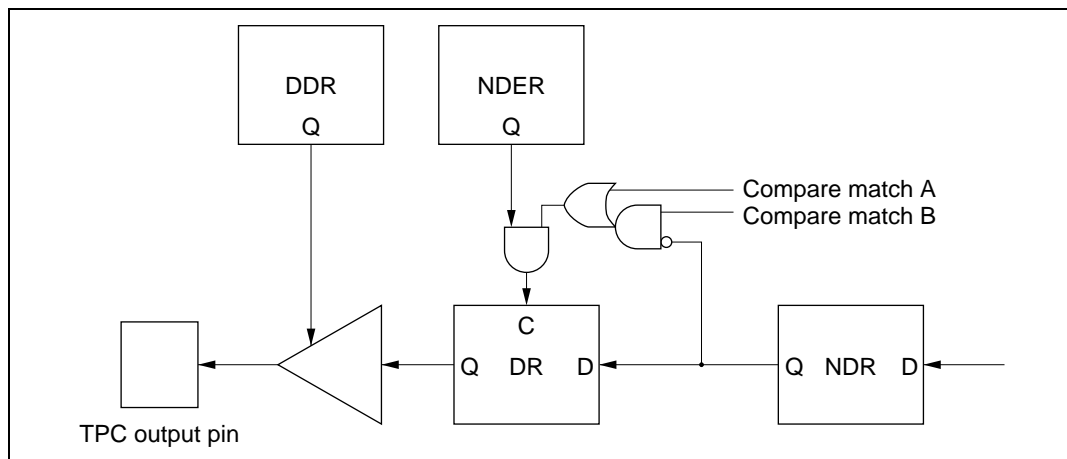 DDR
Q
NDER
Q
Compare match A
Compare match B
C
Q DR D
Q NDR D
TPC output pin